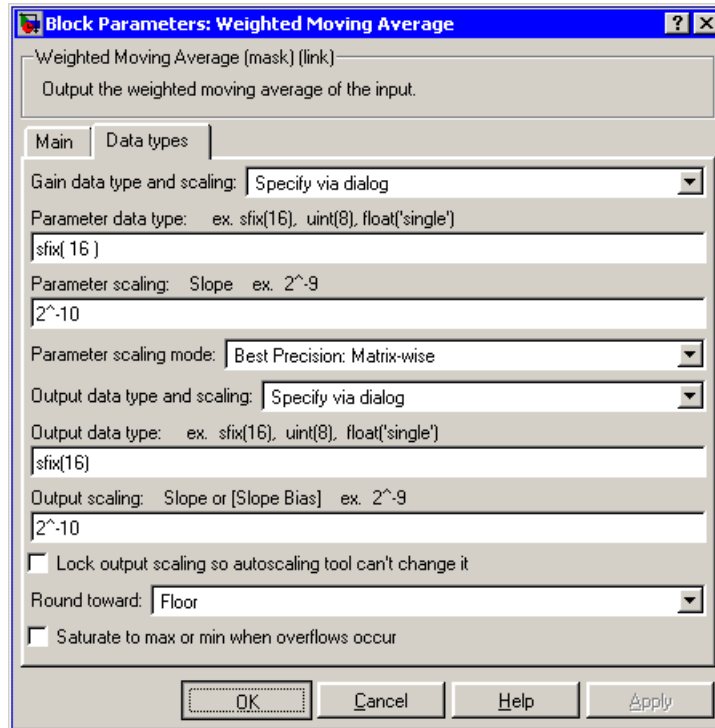 Block Parameters: Weighted Moving Average
Weighted Moving Average (mask) (link)
Output the weighted moving average of the input.
Main Data types
Gain data type and scaling: Specify via dialog
Parameter data type: ex. sfix(16), uint(8), float('single')
sfix( 16 )
Parameter scaling: Slope ex. 2^-9
2^-10
Parameter scaling mode: Best Precision: Matrix-wise
Output data type and scaling: Specify via dialog
Output data type: ex. sfix(16), uint(8), float('single')
sfix(16)
Output scaling: Slope or [Slope Bias] ex. 2^-9
2^-10
Lock output scaling so autoscaling tool can't change it
Round toward: Floor
Saturate to max or min when overflows occur
OK Cancel Help Apply